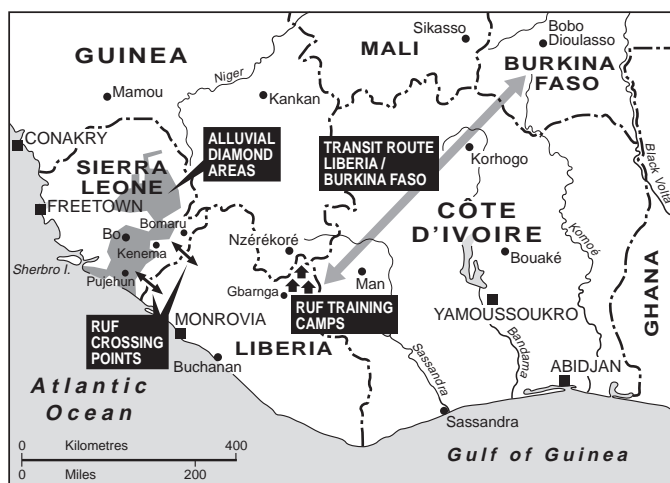 Sikasso
Bobo
Dioulasso
GUINEA
MALI
BURKINA
FASO
Niger
Mamou
Kankan
CONAKRY
ALLUVIAL
DIAMOND
AREAS
TRANSIT ROUTE
LIBERIA /
BURKINA FASO
Korhogo
Black Volta
SIERRA
LEONE
FREETOWN
Bo
Bomaru
Kenema
Nzérékoré
CÔTE
D'IVOIRE
Komoé
Bouaké
Sherbro I.
Pujehun
Gbarnga
Man
GHANA
RUF
CROSSING
POINTS
MONROVIA
RUF TRAINING
CAMPS
YAMOUSSOUKRO
LIBERIA
Buchanan
Sassandra
Bandama
ABIDJAN
Atlantic
Ocean
Sassandra
Gulf of Guinea
0 Kilometres 400
0 Miles 200